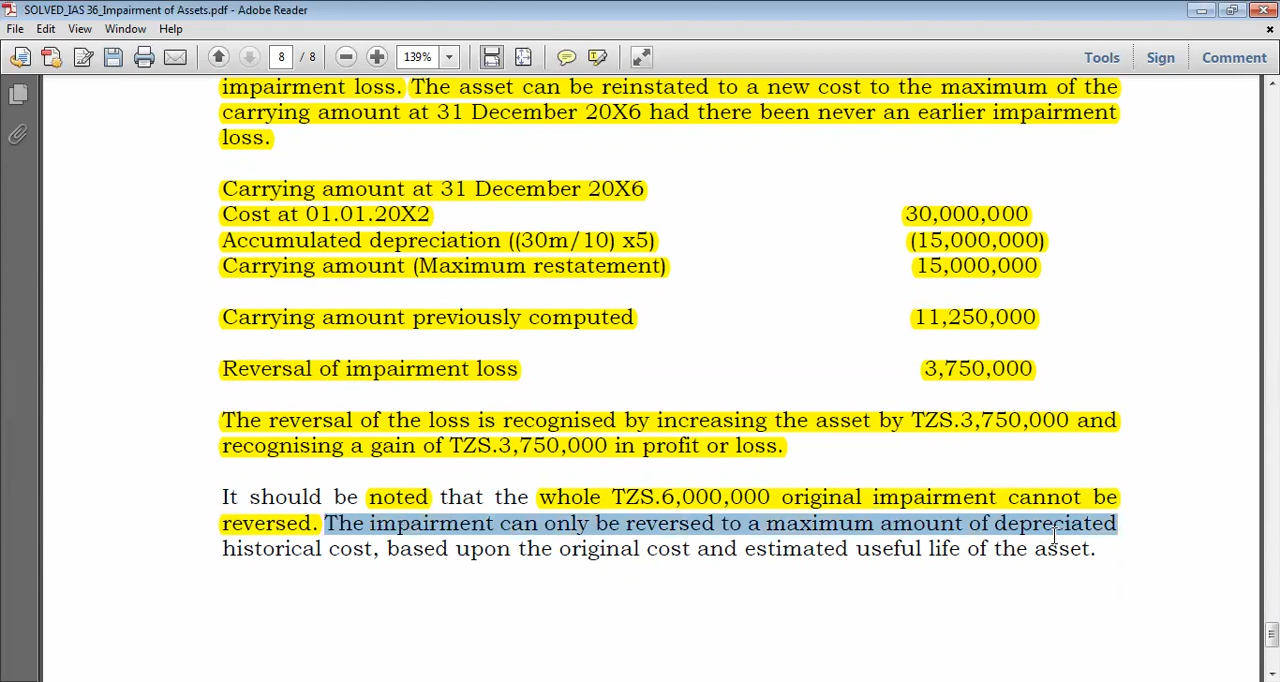 SOLVED_IAS 36_Impairment of Assets.pdf - Adobe Reader
File Edit View Window Help
8 / 8 139% Tools Sign Comment
impairment loss. The asset can be reinstated to a new cost to the maximum of the
carrying amount at 31 December 20X6 had there been never an earlier impairment
loss.
Carrying amount at 31 December 20X6
Cost at 01.01.20X2 30,000,000
Accumulated depreciation ((30m/10) x5) (15,000,000)
Carrying amount (Maximum restatement) 15,000,000
Carrying amount previously computed 11,250,000
Reversal of impairment loss 3,750,000
The reversal of the loss is recognised by increasing the asset by TZS.3,750,000 and
recognising a gain of TZS.3,750,000 in profit or loss.
It should be noted that the whole TZS.6,000,000 original impairment cannot be
reversed. The impairment can only be reversed to a maximum amount of depreciated
historical cost, based upon the original cost and estimated useful life of the asset.